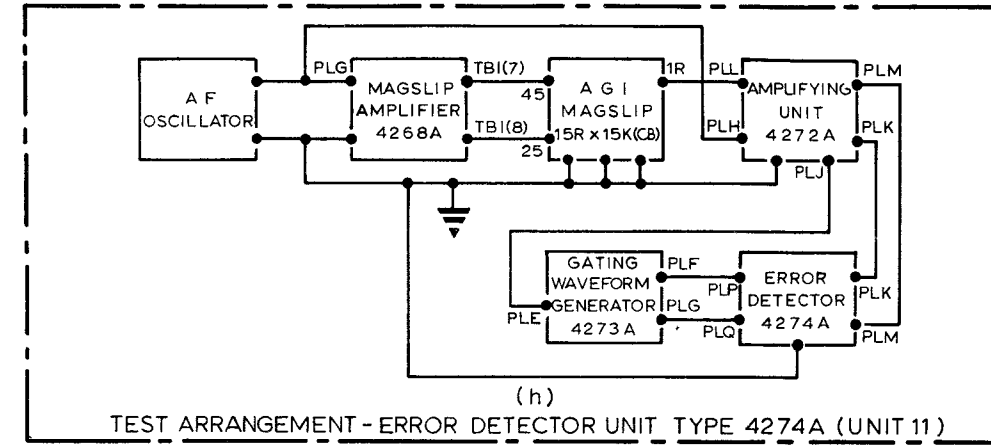 A F
OSCILLATOR
PLG
MAGSLIP
AMPLIFIER
4268A
TBI(7)
TBI(8)
45
25
A G I
MAGSLIP
15R x 15K(CB)
1R
PLL
PLH
AMPLIFYING
UNIT
4272A
PLJ
PLM
PLK
GATING
WAVEFORM
GENERATOR
4273A
PLE
PLF
PLG
PLP
PLQ
ERROR
DETECTOR
4274A
PLK
PLM
(h)
TEST ARRANGEMENT - ERROR DETECTOR UNIT TYPE 4274A (UNIT 11)